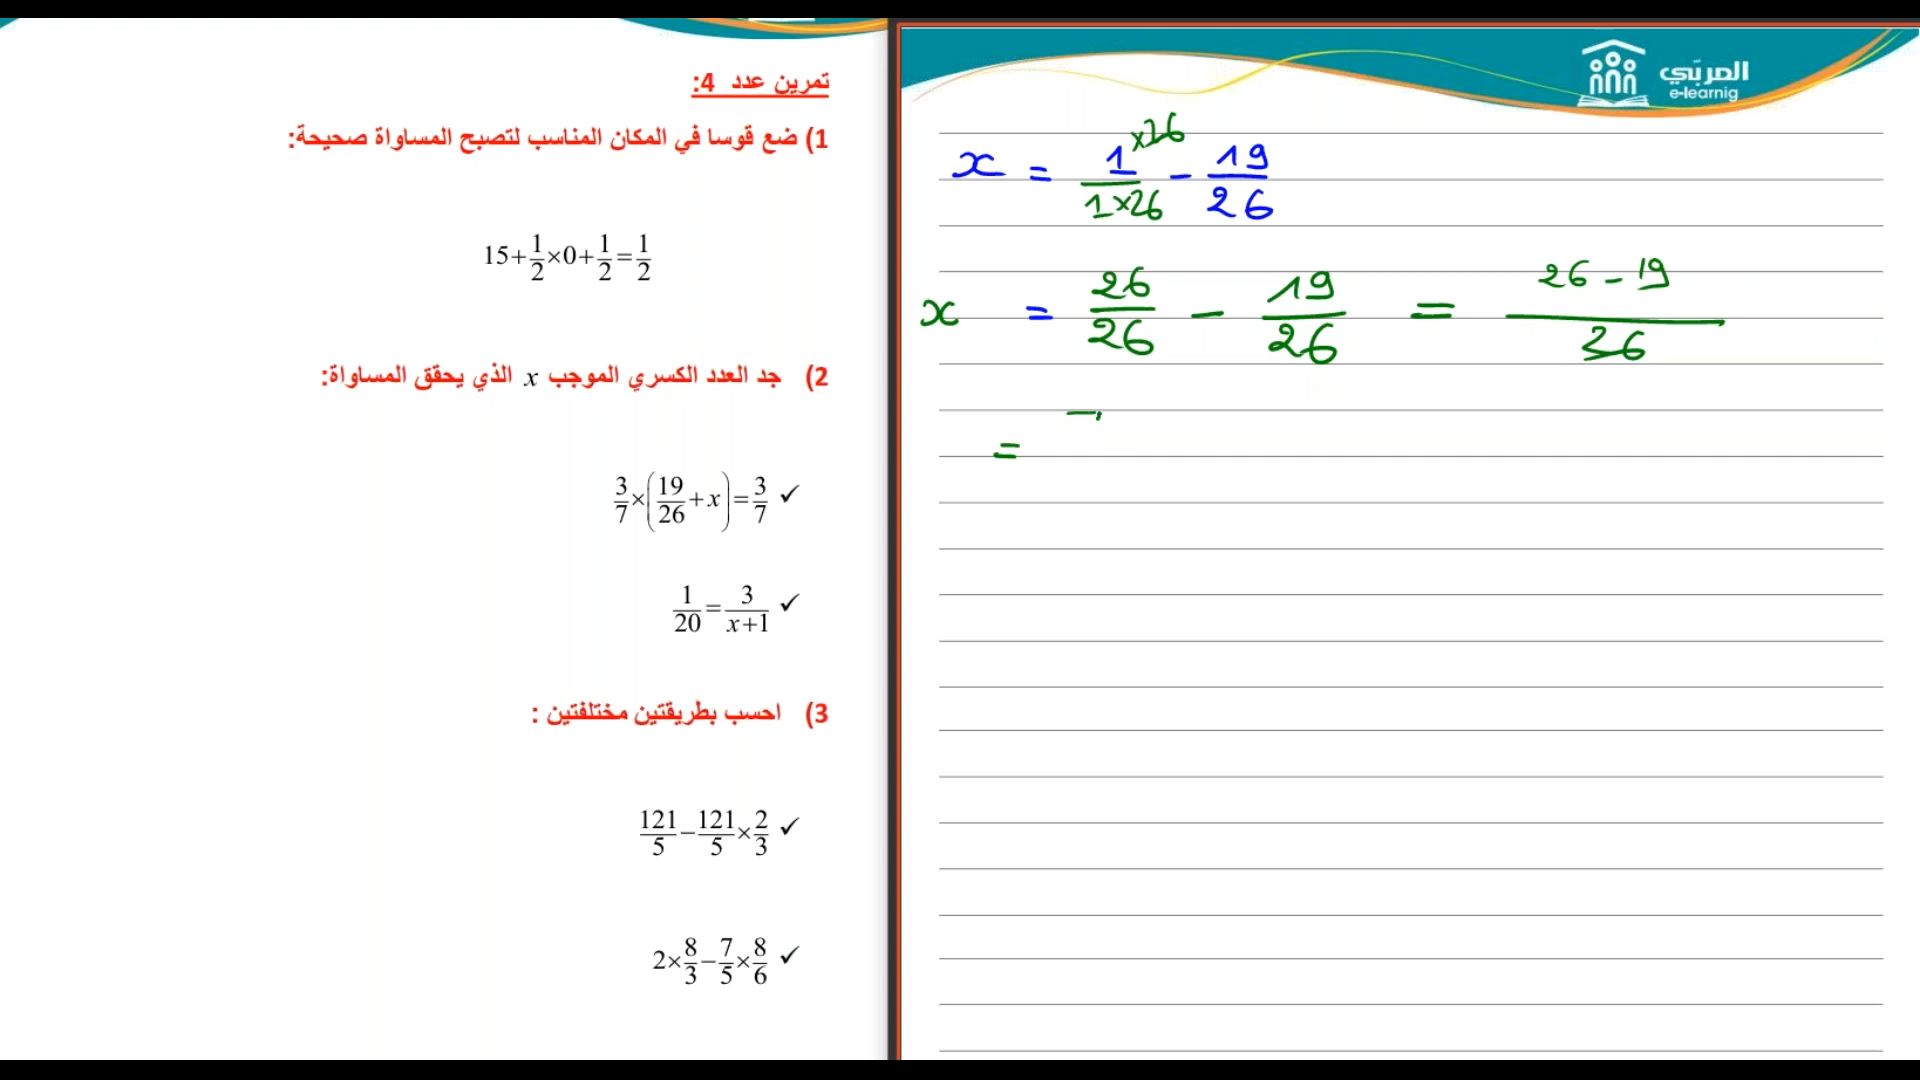 تمرين عدد 4:
1) ضع قوسا في المكان المناسب لتصبح المساواة صحيحة:
15+1/2×0+1/2=1/2
2) جد العدد الكسري الموجب x الذي يحقق المساواة:
3/7×(19/26+x)=3/7 ✓
1/20=3/(x+1) ✓
3) احسب بطريقتين مختلفتين :
121/5−121/5×2/3 ✓
2×8/3−7/5×8/6 ✓
المربّي
e-learnig
x = 1×26/1×26 - 19/26
x = 26/26 - 19/26 = 26-19/26
=